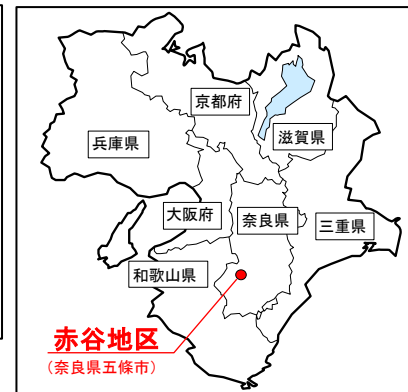 京都府
滋賀県
兵庫県
大阪府
奈良県
三重県
和歌山県
赤谷地区
(奈良県五條市)